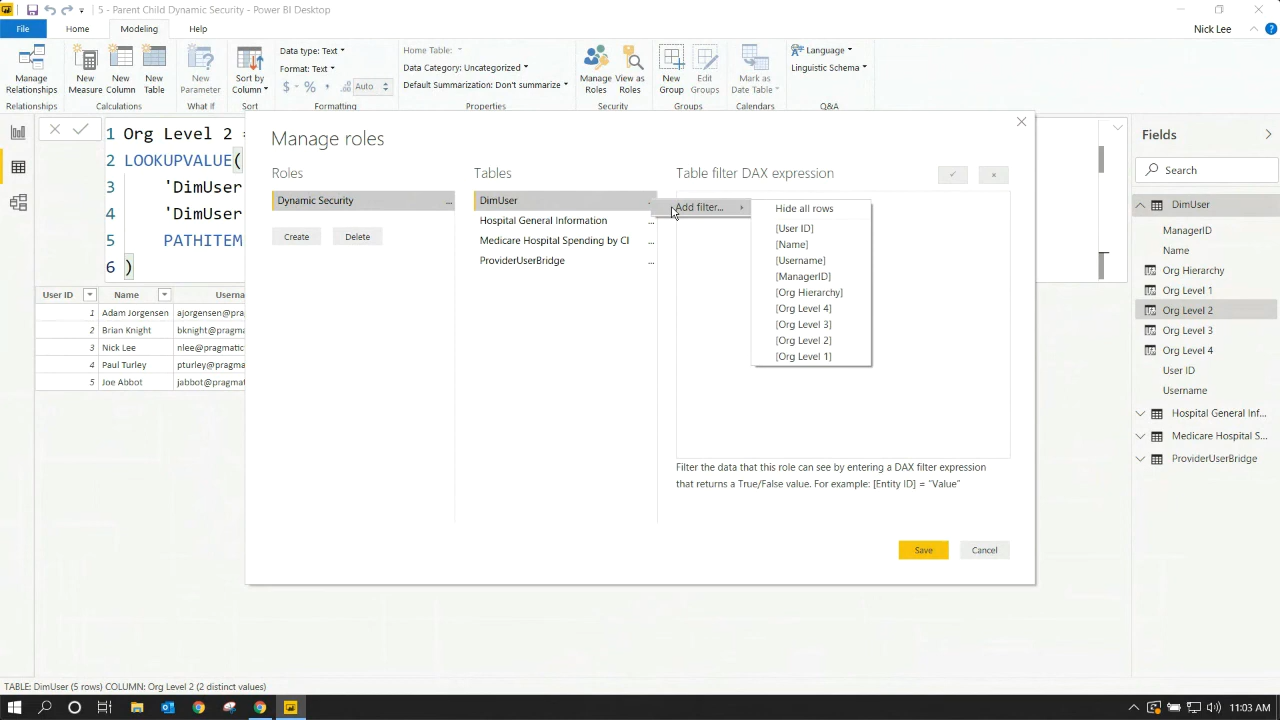 5 - Parent Child Dynamic Security - Power BI Desktop
File
Home
Modeling
Help
Nick Lee
Manage Relationships
New Measure
New Column
New Table
New Parameter
Sort by Column
Data type: Text
Format: Text
$ % , Auto
Home Table:
Data Category: Uncategorized
Default Summarization: Don't summarize
Manage Roles
View as Roles
New Group
Edit Groups
Mark as Date Table
Language
Linguistic Schema
Relationships
Calculations
What If
Sort
Formatting
Properties
Security
Groups
Calendars
Q&A
1 Org Level 2 =
2 LOOKUPVALUE(
3 'DimUser
4 'DimUser
5 PATHITEM
6 )
User ID Name Userna
1 Adam Jorgensen ajorgensen@pra
2 Brian Knight bknight@pragmat
3 Nick Lee nlee@pragmatic
4 Paul Turley pturley@pragmat
5 Joe Abbot jabbot@pragmat
Manage roles
Roles
Dynamic Security ...
Create
Delete
Tables
DimUser
Hospital General Information ...
Medicare Hospital Spending by Cl ...
ProviderUserBridge ...
Table filter DAX expression
Add filter...
Hide all rows
[User ID]
[Name]
[Username]
[ManagerID]
[Org Hierarchy]
[Org Level 4]
[Org Level 3]
[Org Level 2]
[Org Level 1]
Filter the data that this role can see by entering a DAX filter expression
that returns a True/False value. For example: [Entity ID] = "Value"
Save
Cancel
Fields
Search
DimUser
ManagerID
Name
Org Hierarchy
Org Level 1
Org Level 2
Org Level 3
Org Level 4
User ID
Username
Hospital General Inf...
Medicare Hospital S...
ProviderUserBridge
TABLE: DimUser (5 rows) COLUMN: Org Level 2 (2 distinct values)
11:03 AM